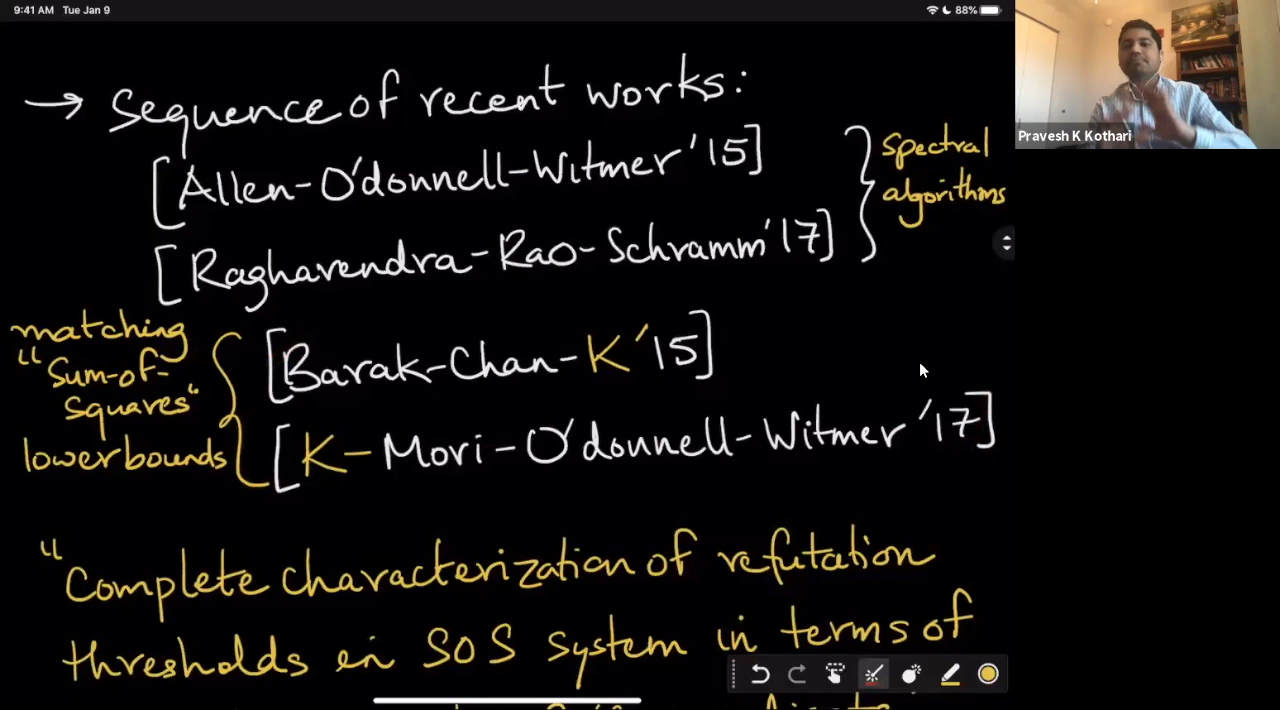 9:41 AM Tue Jan 9
88%
→ Sequence of recent works:
[Allen-O'donnell-Witmer '15]
[Raghavendra-Rao-Schramm '17]
spectral
algorithms
matching
"Sum-of-
squares"
lowerbounds
[Barak-Chan-K '15]
[K-Mori-O'donnell-Witmer '17]
"Complete characterization of refutation
thresholds in SOS system in terms of
Pravesh K Kothari